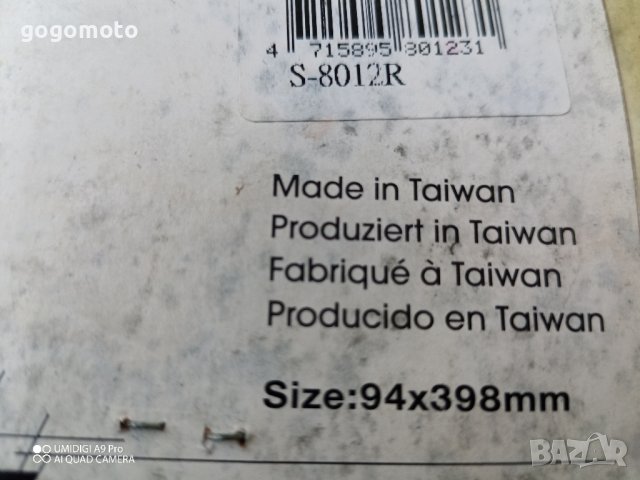 gogomoto
4 715895 801231
S-8012R
Made in Taiwan
Produziert in Taiwan
Fabriqué à Taiwan
Producido en Taiwan
Size:94x398mm
UMIDIGI A9 Pro
AI QUAD CAMERA
BAZAR